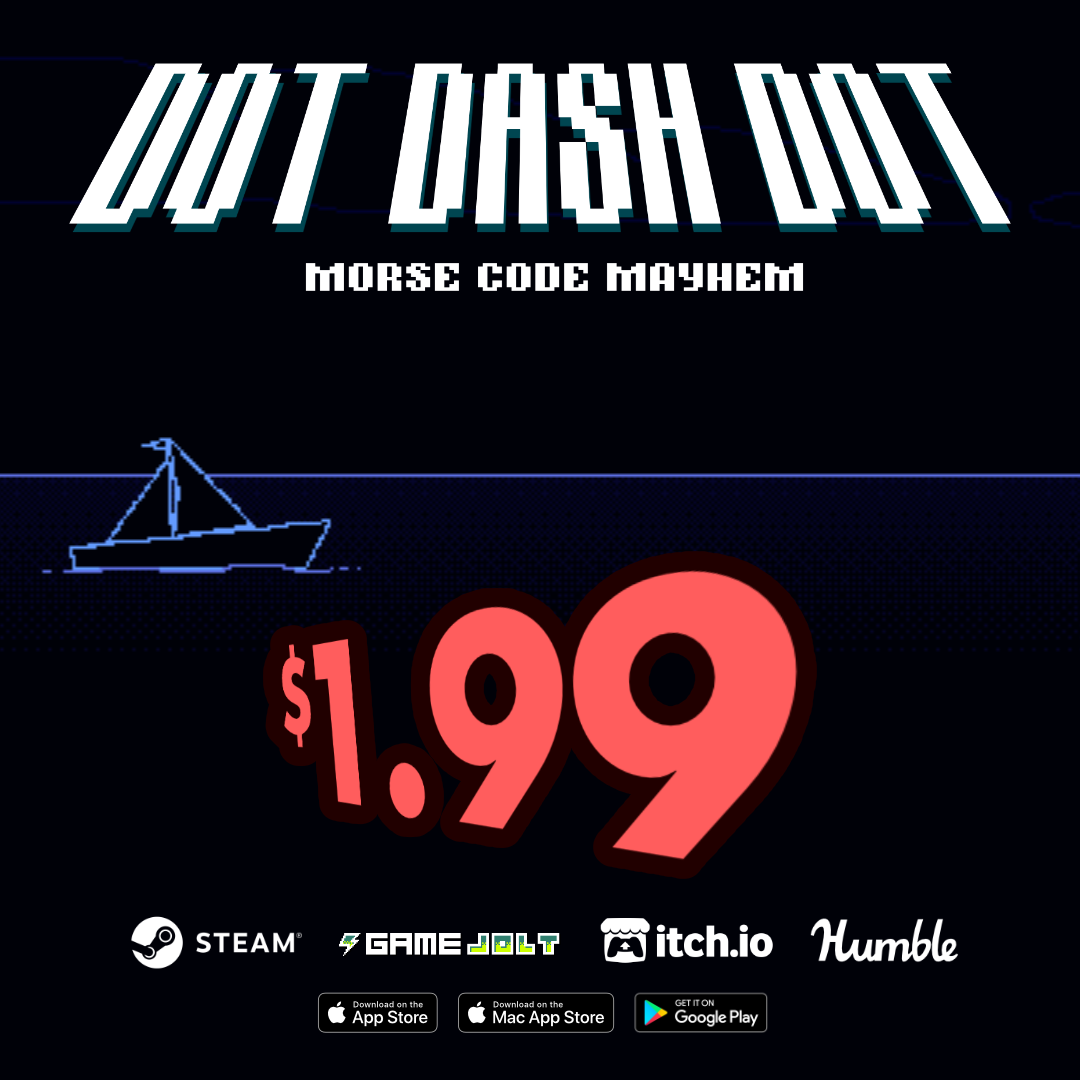 DOT DASH DOT
MORSE CODE MAYHEM
$1.99
STEAM® GAME JOLT itch.io Humble
Download on the App Store Download on the Mac App Store GET IT ON Google Play